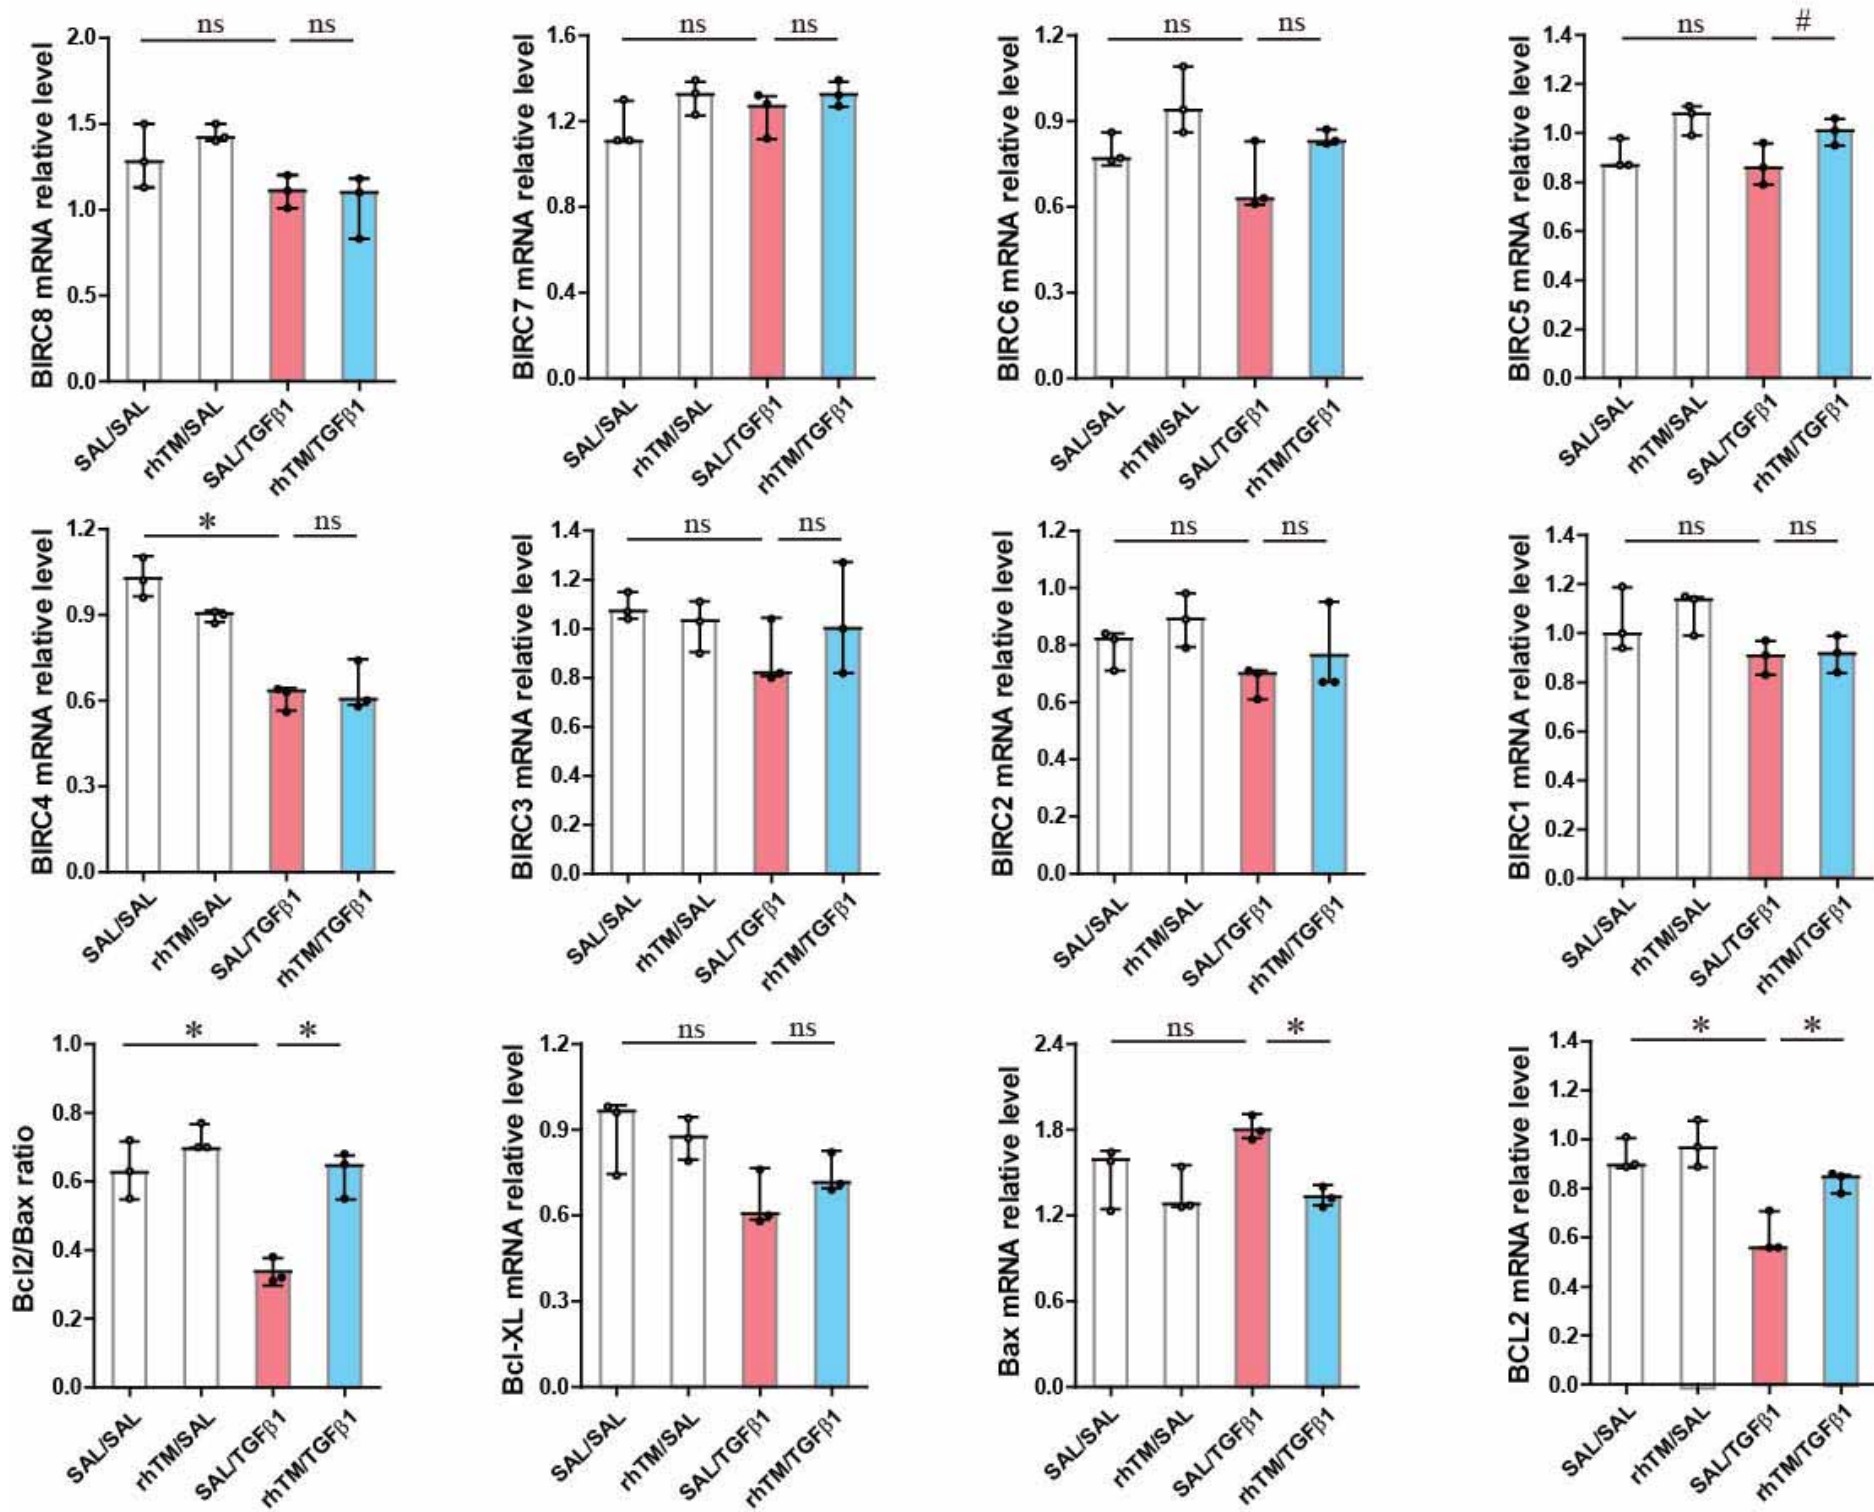 ns ns
BIRC8 mRNA relative level
2.0
1.5
1.0
0.5
0.0
SAL/SAL
rhTM/SAL
SAL/TGFβ1
rhTM/TGFβ1
ns ns
BIRC7 mRNA relative level
1.6
1.2
0.8
0.4
0.0
SAL/SAL
rhTM/SAL
SAL/TGFβ1
rhTM/TGFβ1
ns ns
BIRC6 mRNA relative level
1.2
0.9
0.6
0.3
0.0
SAL/SAL
rhTM/SAL
SAL/TGFβ1
rhTM/TGFβ1
ns #
BIRC5 mRNA relative level
1.4
1.2
1.0
0.8
0.6
0.4
0.2
0.0
SAL/SAL
rhTM/SAL
SAL/TGFβ1
rhTM/TGFβ1
* ns
BIRC4 mRNA relative level
1.2
0.9
0.6
0.3
0.0
SAL/SAL
rhTM/SAL
SAL/TGFβ1
rhTM/TGFβ1
ns ns
BIRC3 mRNA relative level
1.4
1.2
1.0
0.8
0.6
0.4
0.2
0.0
SAL/SAL
rhTM/SAL
SAL/TGFβ1
rhTM/TGFβ1
ns ns
BIRC2 mRNA relative level
1.2
1.0
0.8
0.6
0.4
0.2
0.0
SAL/SAL
rhTM/SAL
SAL/TGFβ1
rhTM/TGFβ1
ns ns
BIRC1 mRNA relative level
1.4
1.2
1.0
0.8
0.6
0.4
0.2
0.0
SAL/SAL
rhTM/SAL
SAL/TGFβ1
rhTM/TGFβ1
* *
Bcl2/Bax ratio
1.0
0.8
0.6
0.4
0.2
0.0
SAL/SAL
rhTM/SAL
SAL/TGFβ1
rhTM/TGFβ1
ns ns
Bcl-XL mRNA relative level
1.2
0.9
0.6
0.3
0.0
SAL/SAL
rhTM/SAL
SAL/TGFβ1
rhTM/TGFβ1
ns *
Bax mRNA relative level
2.4
1.8
1.2
0.6
0.0
SAL/SAL
rhTM/SAL
SAL/TGFβ1
rhTM/TGFβ1
* *
BCL2 mRNA relative level
1.4
1.2
1.0
0.8
0.6
0.4
0.2
0.0
SAL/SAL
rhTM/SAL
SAL/TGFβ1
rhTM/TGFβ1